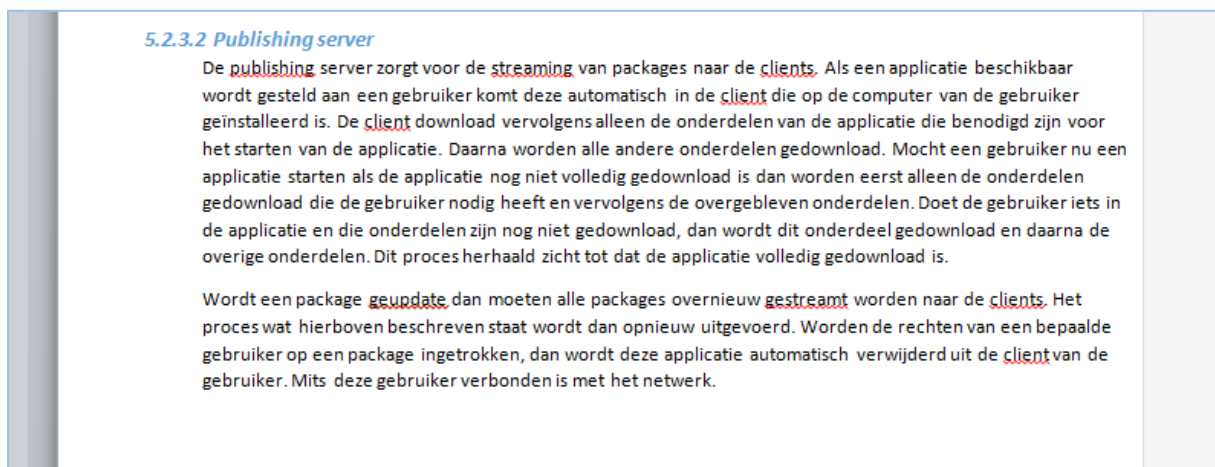 5.2.3.2 Publishing server
De publishing server zorgt voor de streaming van packages naar de clients. Als een applicatie beschikbaar
wordt gesteld aan een gebruiker komt deze automatisch in de client die op de computer van de gebruiker
geïnstalleerd is. De client download vervolgens alleen de onderdelen van de applicatie die benodigd zijn voor
het starten van de applicatie. Daarna worden alle andere onderdelen gedownload. Mocht een gebruiker nu een
applicatie starten als de applicatie nog niet volledig gedownload is dan worden eerst alleen de onderdelen
gedownload die de gebruiker nodig heeft en vervolgens de overgebleven onderdelen. Doet de gebruiker iets in
de applicatie en die onderdelen zijn nog niet gedownload, dan wordt dit onderdeel gedownload en daarna de
overige onderdelen. Dit proces herhaald zicht tot dat de applicatie volledig gedownload is.
Wordt een package geupdate dan moeten alle packages overnieuw gestreamt worden naar de clients. Het
proces wat hierboven beschreven staat wordt dan opnieuw uitgevoerd. Worden de rechten van een bepaalde
gebruiker op een package ingetrokken, dan wordt deze applicatie automatisch verwijderd uit de client van de
gebruiker. Mits deze gebruiker verbonden is met het netwerk.